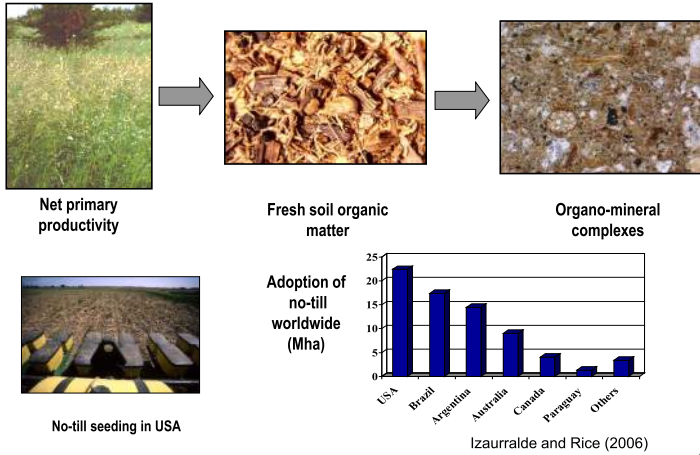 Net primary
productivity
Fresh soil organic
matter
Organo-mineral
complexes
Adoption of
no-till
worldwide
(Mha)
25
20
15
10
5
0
USA
Brazil
Argentina
Australia
Canada
Paraguay
Others
No-till seeding in USA
Izaurralde and Rice (2006)